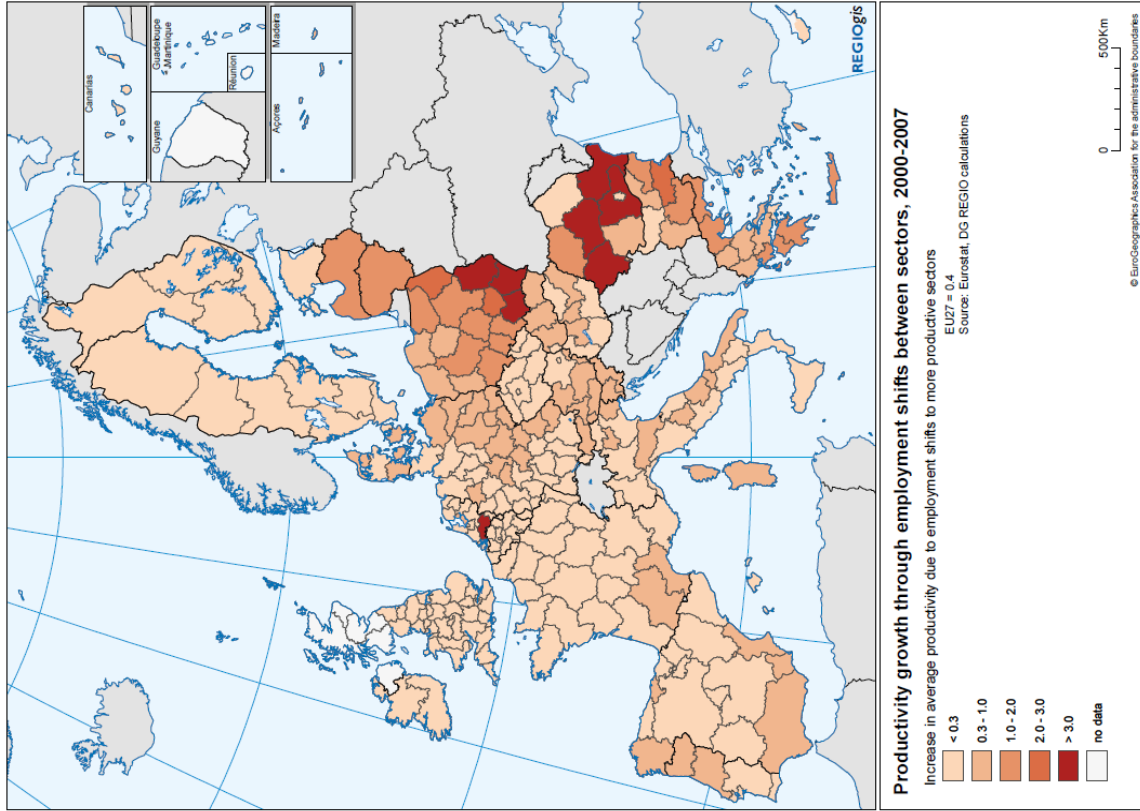 Canarias
Guyane
Guadeloupe
Martinique
Réunion
Açores
Madeira
REGIOgis
Productivity growth through employment shifts between sectors, 2000-2007
Increase in average productivity due to employment shifts to more productive sectors
< 0.3
0.3 - 1.0
1.0 - 2.0
2.0 - 3.0
> 3.0
no data
EU27 = 0.4
Source: Eurostat, DG REGIO calculations
0 500Km
© EuroGeographics Association for the administrative boundaries